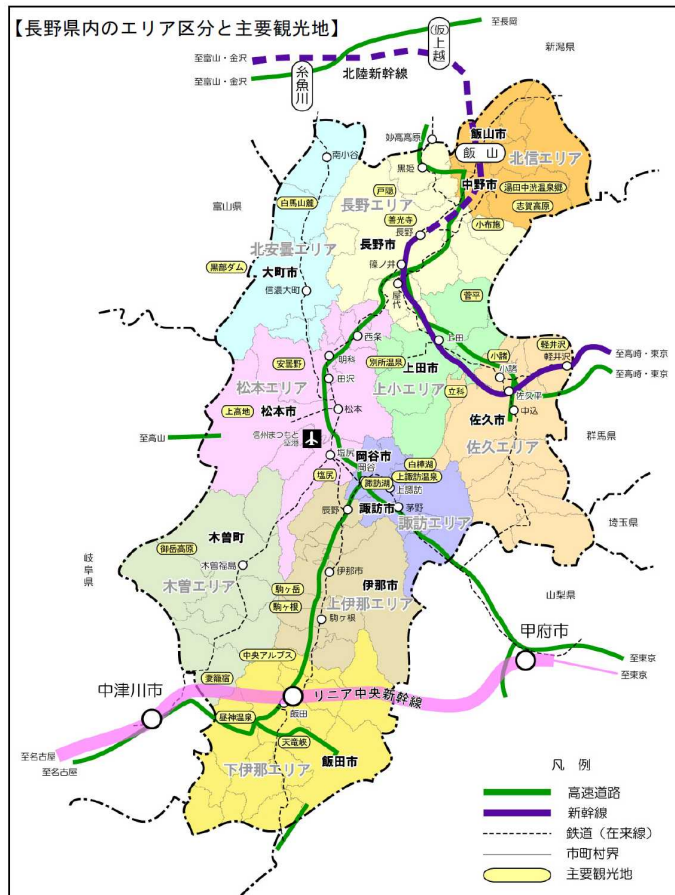 【長野県内のエリア区分と主要観光地】
至長岡
(仮)上越
新潟県
至富山・金沢
至富山・金沢
糸魚川
北陸新幹線
妙高高原
飯山市
飯山
北信エリア
南小谷
黒姫
中野市
湯田中渋温泉郷
戸隠
長野エリア
志賀高原
白馬山麓
富山県
善光寺
小布施
長野
北安曇エリア
長野市
黒部ダム
大町市
篠ノ井
信濃大町
屋代
菅平
西条
上田
軽井沢
安曇野
明科
別所温泉
小諸
軽井沢
至高崎・東京
田沢
上田市
小諸
至高崎・東京
松本エリア
上小エリア
立科
佐久平
上高地
松本市
松本
佐久市
中込
至高山
信州まつもと空港
岡谷市
佐久エリア
群馬県
塩尻
岡谷
白樺湖
塩尻
諏訪湖
上諏訪温泉
上諏訪
辰野
諏訪市
茅野
諏訪エリア
埼玉県
木曽町
御岳高原
岐阜県
木曽福島
伊那市
伊那市
木曽エリア
駒ヶ岳
上伊那エリア
山梨県
駒ヶ根
駒ヶ根
甲府市
中央アルプス
至東京
妻籠宿
至東京
中津川市
リニア中央新幹線
昼神温泉
飯田
天竜峡
至名古屋
至名古屋
下伊那エリア
飯田市
凡 例
高速道路
新幹線
鉄道(在来線)
市町村界
主要観光地